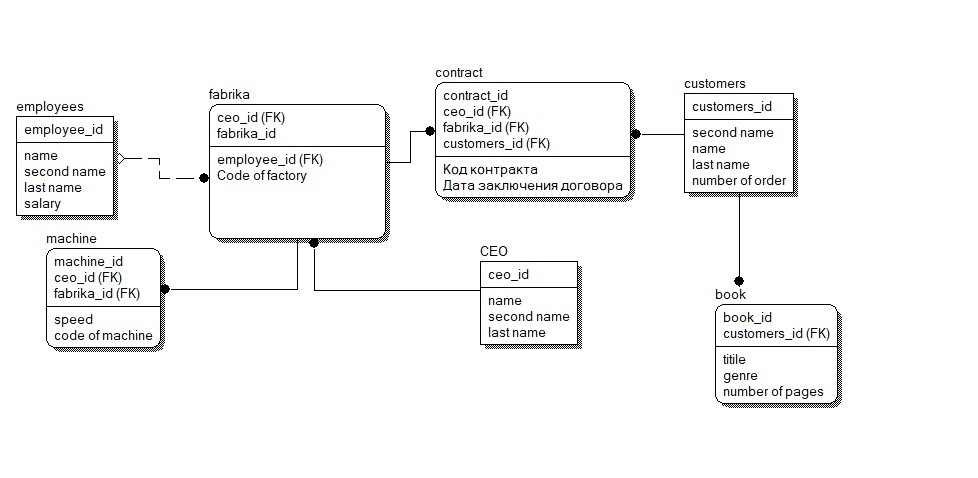 contract
contract_id
ceo_id (FK)
fabrika_id (FK)
customers_id (FK)
Код контракта
Дата заключения договора
customers
customers_id
second name
name
last name
number of order
fabrika
ceo_id (FK)
fabrika_id
employee_id (FK)
Code of factory
employees
employee_id
name
second name
last name
salary
machine
machine_id
ceo_id (FK)
fabrika_id (FK)
speed
code of machine
CEO
ceo_id
name
second name
last name
book
book_id
customers_id (FK)
titile
genre
number of pages